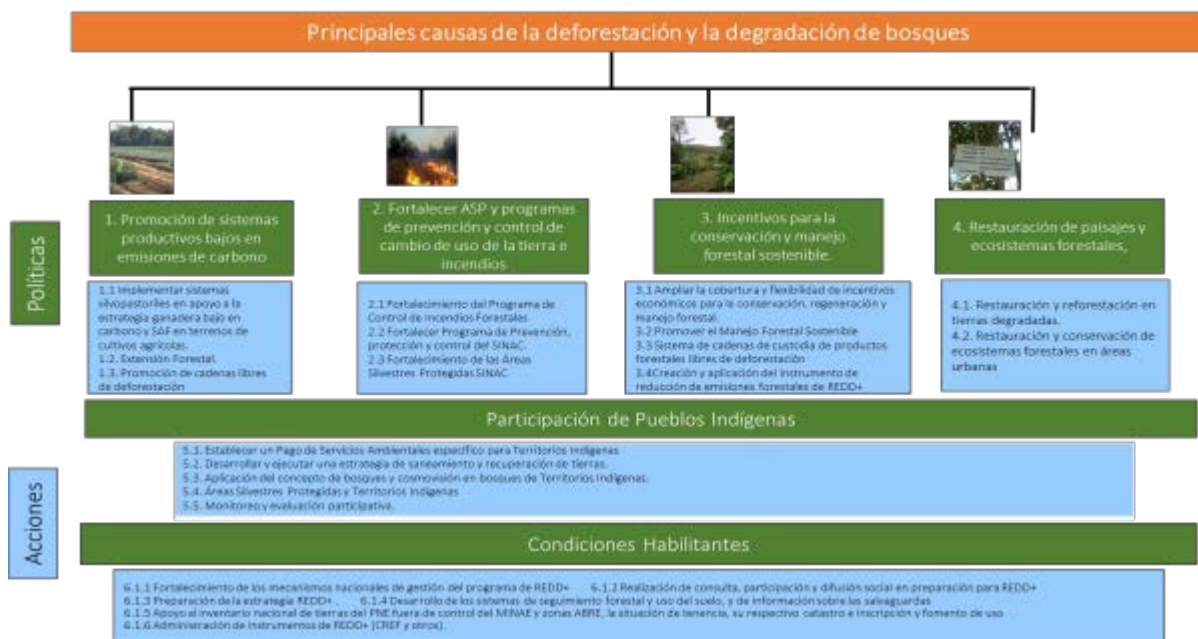 Principales causas de la deforestación y la degradación de bosques
Políticas
1. Promoción de sistemas
productivos bajos en
emisiones de carbono
2. Fortalecer ASP y programas
de prevención y control de
cambio de uso de la tierra e
incendios
3. Incentivos para la
conservación y manejo
forestal sostenible.
4. Restauración de paisajes y
ecosistemas forestales,
1.1 Implementar sistemas
silvopastoriles en apoyo a la
estrategia ganadera bajo en
carbono y SAF en terrenos de
cultivos agrícolas.
1.2. Extensión Forestal.
1.3. Promoción de cadenas libres
de deforestación
2.1 Fortalecimiento del Programa de
Control de Incendios Forestales
2.2 Fortalecer Programa de Prevención,
protección y control del SINAC.
2.3 Fortalecimiento de las Áreas
Silvestres Protegidas SINAC
3.1 Ampliar la cobertura y flexibilidad de incentivos
económicos para la conservación, regeneración y
manejo forestal.
3.2 Promover el Manejo Forestal Sostenible
3.3 Sistema de cadenas de custodia de productos
forestales libres de deforestación
3.4Creación y aplicación del instrumento de
reducción de emisiones forestales de REDD+
4.1. Restauración y reforestación en
tierras degradadas.
4.2. Restauración y conservación de
ecosistemas forestales en áreas
urbanas
Participación de Pueblos Indígenas
Acciones
5.1. Establecer un Pago de Servicios Ambientales específico para Territorios Indígenas
5.2. Desarrollar y ejecutar una estrategia de saneamiento y recuperación de tierras.
5.3. Aplicación del concepto de bosques y cosmovisión en bosques de Territorios Indígenas.
5.4. Áreas Silvestres Protegidas y Territorios Indígenas
5.5. Monitoreo y evaluación participativa.
Condiciones Habilitantes
6.1.1 Fortalecimiento de los mecanismos nacionales de gestión del programa de REDD+ 6.1.2 Realización de consulta, participación y difusión social en preparación para REDD+
6.1.3 Preparación de la estrategia REDD+ . 6.1.4 Desarrollo de los sistemas de seguimiento forestal y uso del suelo, y de información sobre las salvaguardas
6.1.5 Apoyo al inventario nacional de tierras del PNE fuera de control del MINAE y zonas ABRE, la situación de tenencia, su respectivo catastro e inscripción y fomento de uso
6.1.6 Administración de Instrumentos de REDD+ (CREF y otros).